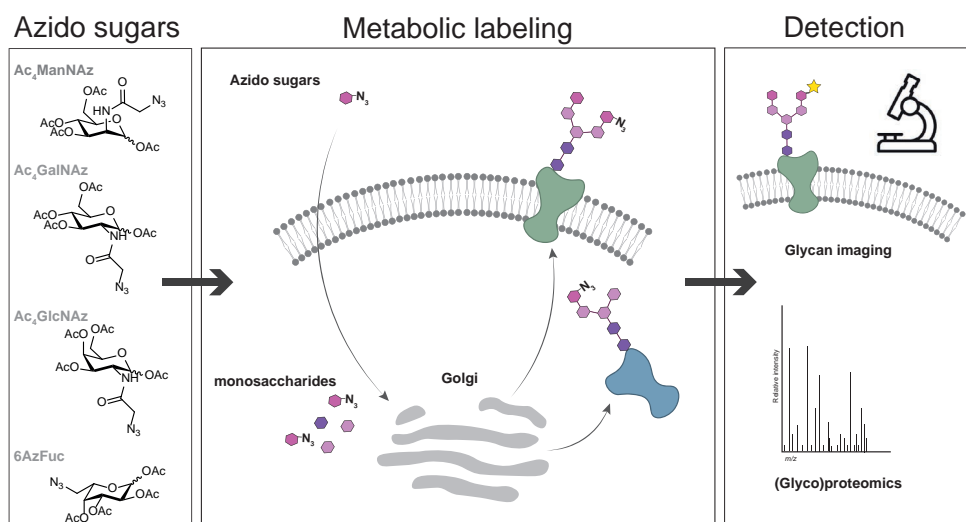 Azido sugars
Metabolic labeling
Detection
Ac₄ManNAz
OAc
HN
O
N₃
AcO
AcO
O
OAc
Ac₄GalNAz
OAc
AcO
AcO
O
OAc
NH
O
N₃
Ac₄GlcNAz
OAc
OAc
O
AcO
OAc
NH
O
N₃
6AzFuc
N₃
O
OAc
OAc
OAc
OAc
Azido sugars
N₃
N₃
N₃
monosaccharides
N₃
N₃
Golgi
Glycan imaging
Relative intensity
m/z
(Glyco)proteomics